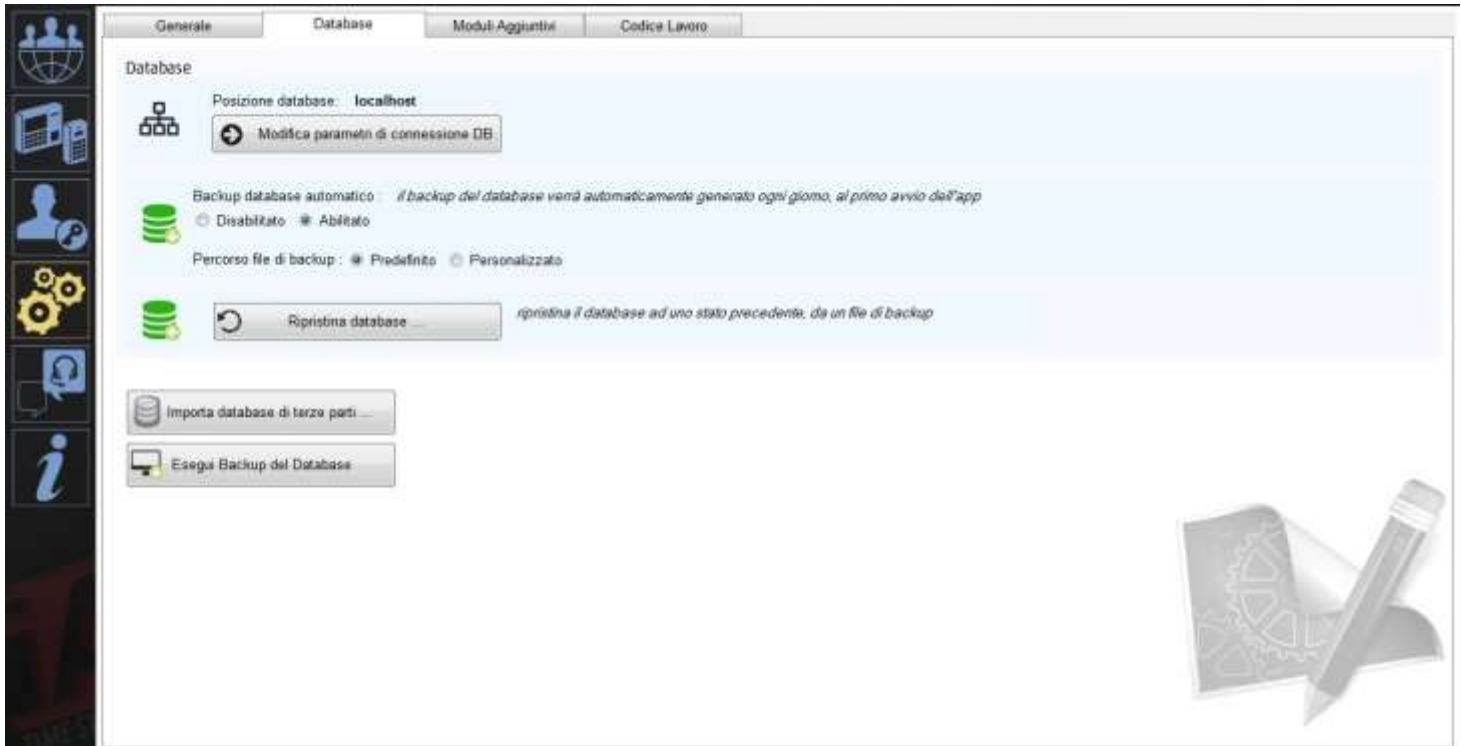 Generale
Database
Moduli Aggiuntivi
Codice Lavoro
Database
Posizione database: localhost
Modifica parametri di connessione DB
Backup database automatico : il backup del database verrà automaticamente generato ogni giorno, al primo avvio dell'app
Disabilitato Abilitato
Percorso file di backup : Predefinito Personalizzato
Ripristina database ...
ripristina il database ad uno stato precedente, da un file di backup
Importa database di terze parti ...
Esegui Backup del Database